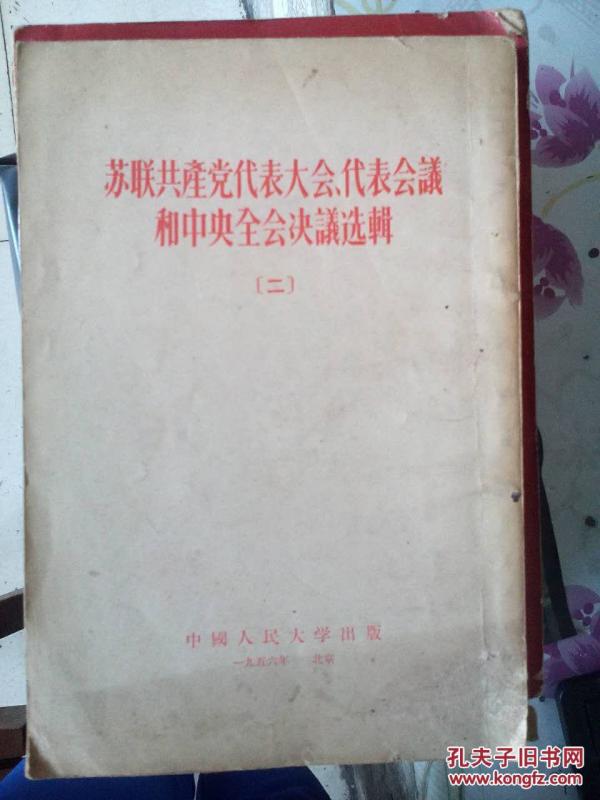 苏联共產党代表大会、代表会議
和中央全会决議选輯
〔二〕
中國人民大学出版
一九五六年 北京
孔夫子旧书网
www.kongfz.com